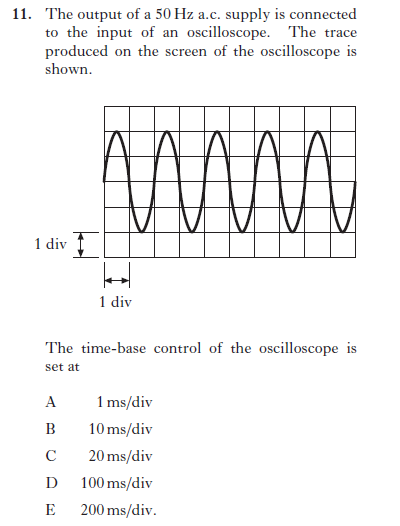 11. The output of a 50 Hz a.c. supply is connected
to the input of an oscilloscope. The trace
produced on the screen of the oscilloscope is
shown.
1 div
1 div
The time-base control of the oscilloscope is
set at
A 1 ms/div
B 10 ms/div
C 20 ms/div
D 100 ms/div
E 200 ms/div.